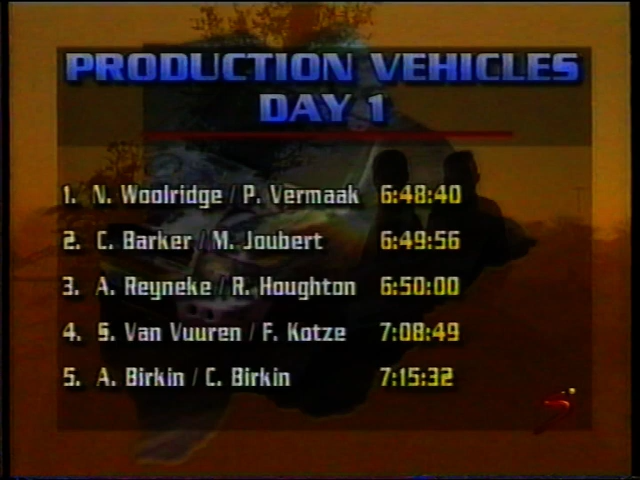 PRODUCTION VEHICLES
DAY 1
1. N. Woolridge / P. Vermaak 6:48:40
2. C. Barker / M. Joubert 6:49:56
3. A. Reyneke / R. Houghton 6:50:00
4. S. Van Vuuren / F. Kotze 7:08:49
5. A. Birkin / C. Birkin 7:15:32